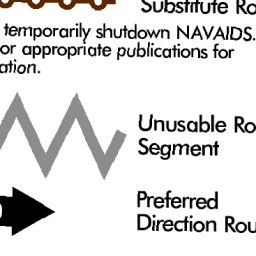 Substitute Ro
temporarily shutdown NAVAIDS.
or appropriate publications for
ation.
Unusable Ro
Segment
Preferred
Direction Rou